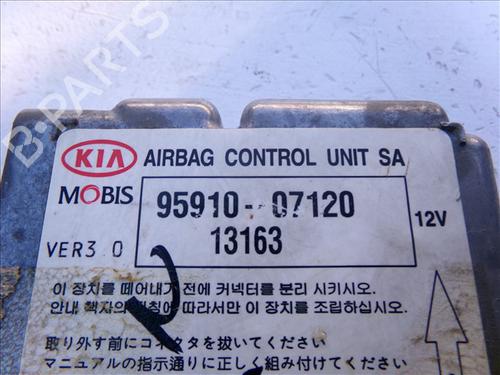 B-PARTS
KIA AIRBAG CONTROL UNIT SA
MOBIS 95910-07120 12V
VER3.0 13163
이 장치를 떼어내기 전에 커넥터를 분리 시키시오.
안내 책자의 지침에 따라서만 이 장치를 조립하십시오.
取り外す前にコネクタを抜いてください
マニュアルの指示通りに正しく組み付けてください